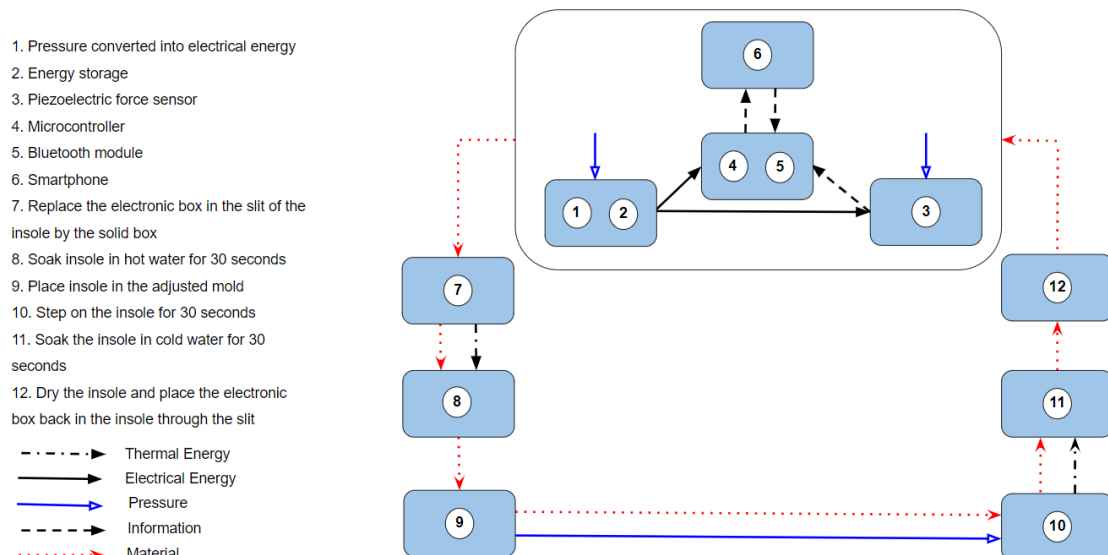 1. Pressure converted into electrical energy
2. Energy storage
3. Piezoelectric force sensor
4. Microcontroller
5. Bluetooth module
6. Smartphone
7. Replace the electronic box in the slit of the
insole by the solid box
8. Soak insole in hot water for 30 seconds
9. Place insole in the adjusted mold
10. Step on the insole for 30 seconds
11. Soak the insole in cold water for 30
seconds
12. Dry the insole and place the electronic
box back in the insole through the slit
Thermal Energy
Electrical Energy
Pressure
Information
Material
6
4 5
1 2
3
7
12
8
11
9
10